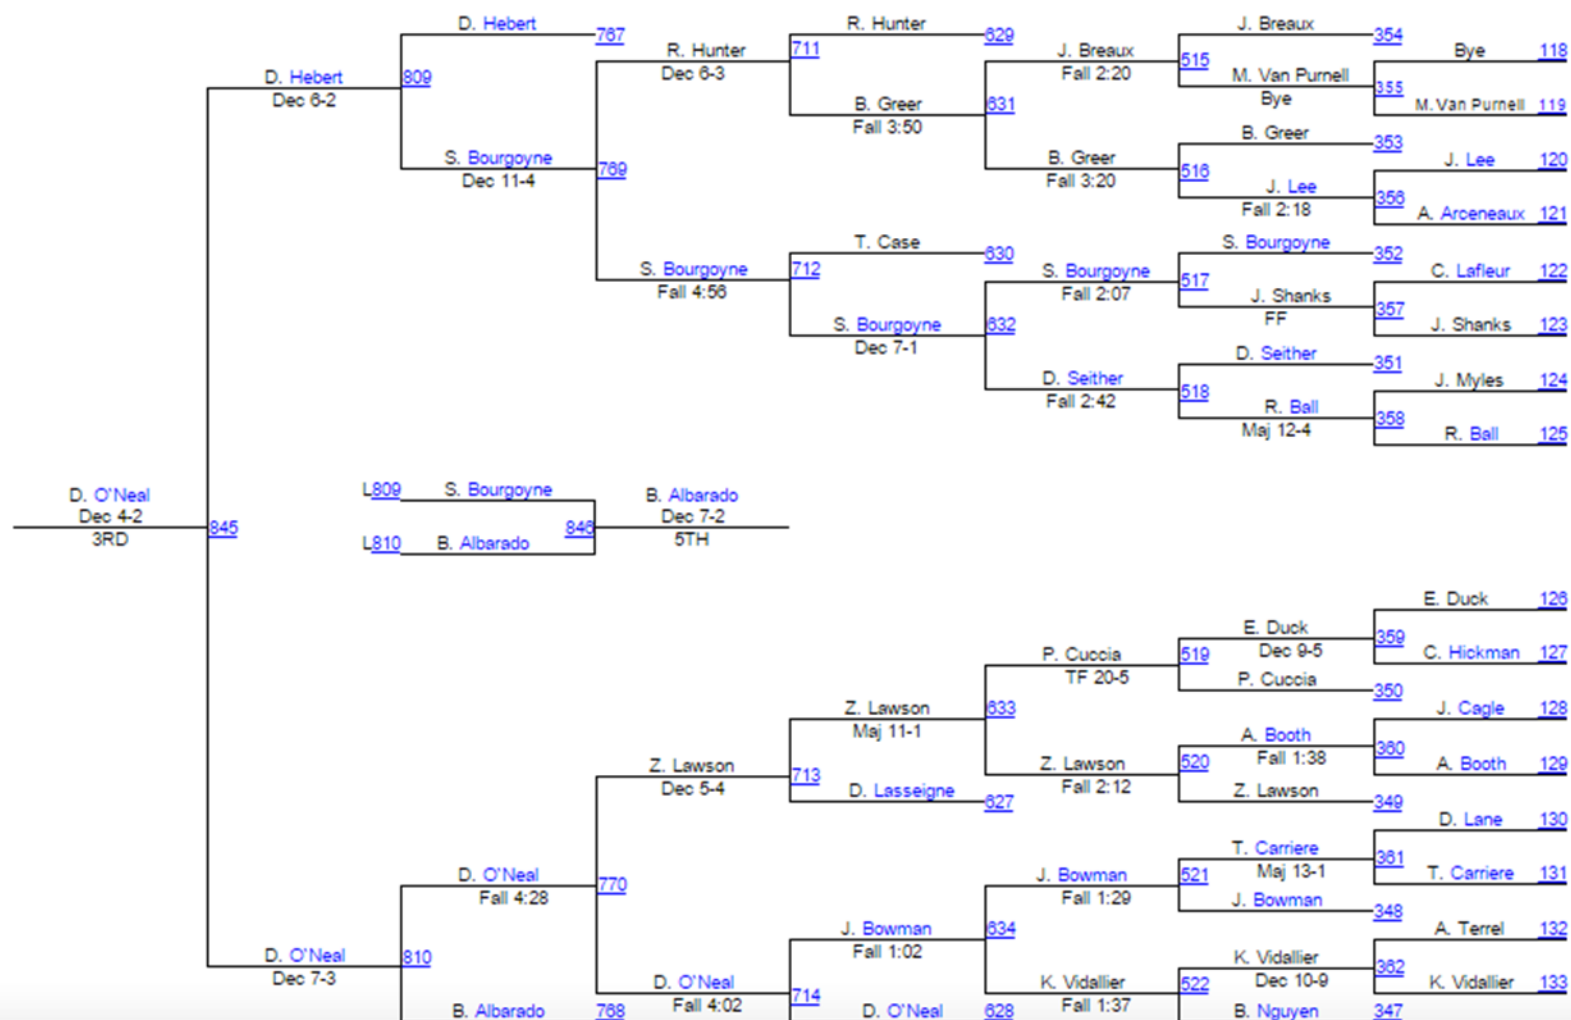 D. Hebert
767
R. Hunter
Dec 6-3
711
R. Hunter
629
J. Breaux
Fall 2:20
515
J. Breaux
354
Bye
118
D. Hebert
Dec 6-2
809
B. Greer
Fall 3:50
631
M. Van Purnell
Bye
355
M. Van Purnell
119
S. Bourgoyne
Dec 11-4
769
B. Greer
Fall 3:20
516
B. Greer
353
J. Lee
120
J. Lee
Fall 2:18
356
A. Arceneaux
121
S. Bourgoyne
Fall 4:56
712
T. Case
630
S. Bourgoyne
Fall 2:07
517
S. Bourgoyne
352
C. Lafleur
122
J. Shanks
FF
357
J. Shanks
123
S. Bourgoyne
Dec 7-1
632
D. Seither
Fall 2:42
518
D. Seither
351
J. Myles
124
R. Ball
Maj 12-4
358
R. Ball
125
D. O'Neal
Dec 4-2
3RD
845
L809
S. Bourgoyne
L810
B. Albarado
846
B. Albarado
Dec 7-2
5TH
E. Duck
126
E. Duck
Dec 9-5
359
C. Hickman
127
P. Cuccia
TF 20-5
519
P. Cuccia
350
J. Cagle
128
Z. Lawson
Maj 11-1
633
A. Booth
Fall 1:38
360
A. Booth
129
Z. Lawson
Dec 5-4
713
Z. Lawson
Fall 2:12
520
Z. Lawson
349
D. Lasseigne
627
D. Lane
130
T. Carriere
Maj 13-1
361
T. Carriere
131
D. O'Neal
Fall 4:28
770
J. Bowman
Fall 1:29
521
J. Bowman
348
J. Bowman
Fall 1:02
634
A. Terrel
132
D. O'Neal
Dec 7-3
810
K. Vidallier
Dec 10-9
362
K. Vidallier
133
D. O'Neal
Fall 4:02
714
K. Vidallier
Fall 1:37
522
B. Albarado
768
D. O'Neal
628
B. Nguyen
347